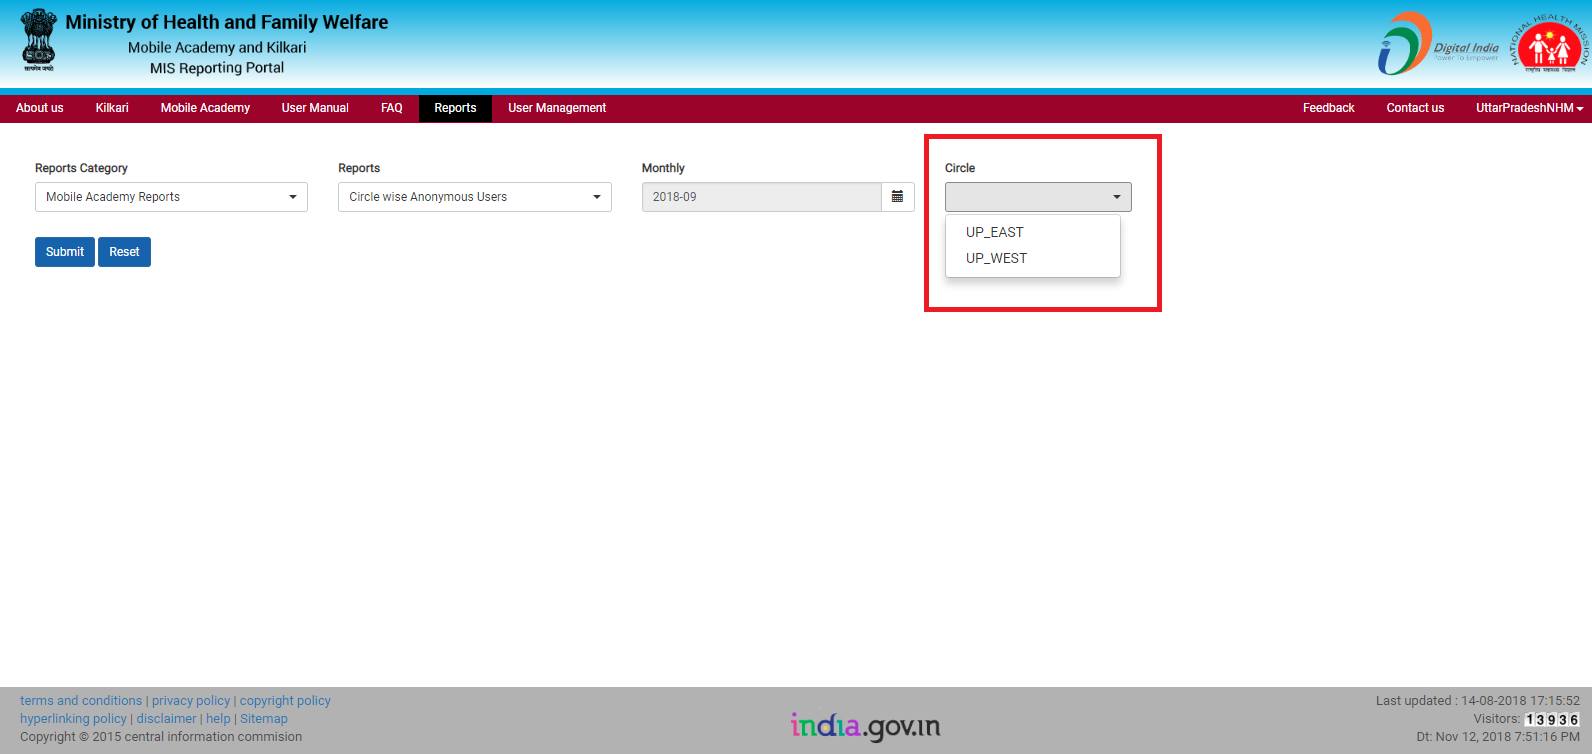 Ministry of Health and Family Welfare
Mobile Academy and Kilkari
MIS Reporting Portal
सत्यमेव जयते
Digital India
Power To Empower
NATIONAL HEALTH MISSION
राष्ट्रीय स्वास्थ्य मिशन
About us Kilkari Mobile Academy User Manual FAQ Reports User Management Feedback Contact us UttarPradeshNHM
Reports Category Reports Monthly Circle
Mobile Academy Reports Circle wise Anonymous Users 2018-09
UP_EAST
UP_WEST
Submit Reset
terms and conditions | privacy policy | copyright policy
hyperlinking policy | disclaimer | help | Sitemap
Copyright © 2015 central information commision
india.gov.in
Last updated : 14-08-2018 17:15:52
Visitors: 13936
Dt: Nov 12, 2018 7:51:16 PM